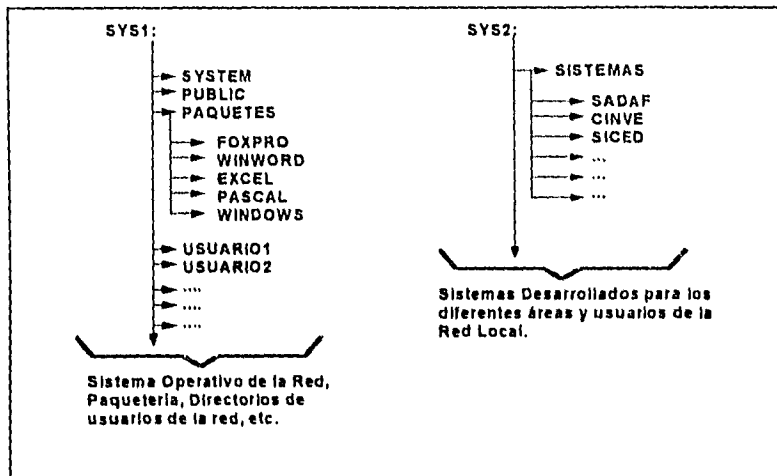 SYS1:
SYSTEM
PUBLIC
PAQUETES
FOXPRO
WINWORD
EXCEL
PASCAL
WINDOWS
USUARIO1
USUARIO2
....
....
....
Sistema Operativo de la Red,
Paquetería, Directorios de
usuarios de la red, etc.
SYS2:
SISTEMAS
SADAF
CINVE
SICED
...
...
...
Sistemas Desarrollados para los
diferentes áreas y usuarios de la
Red Local.